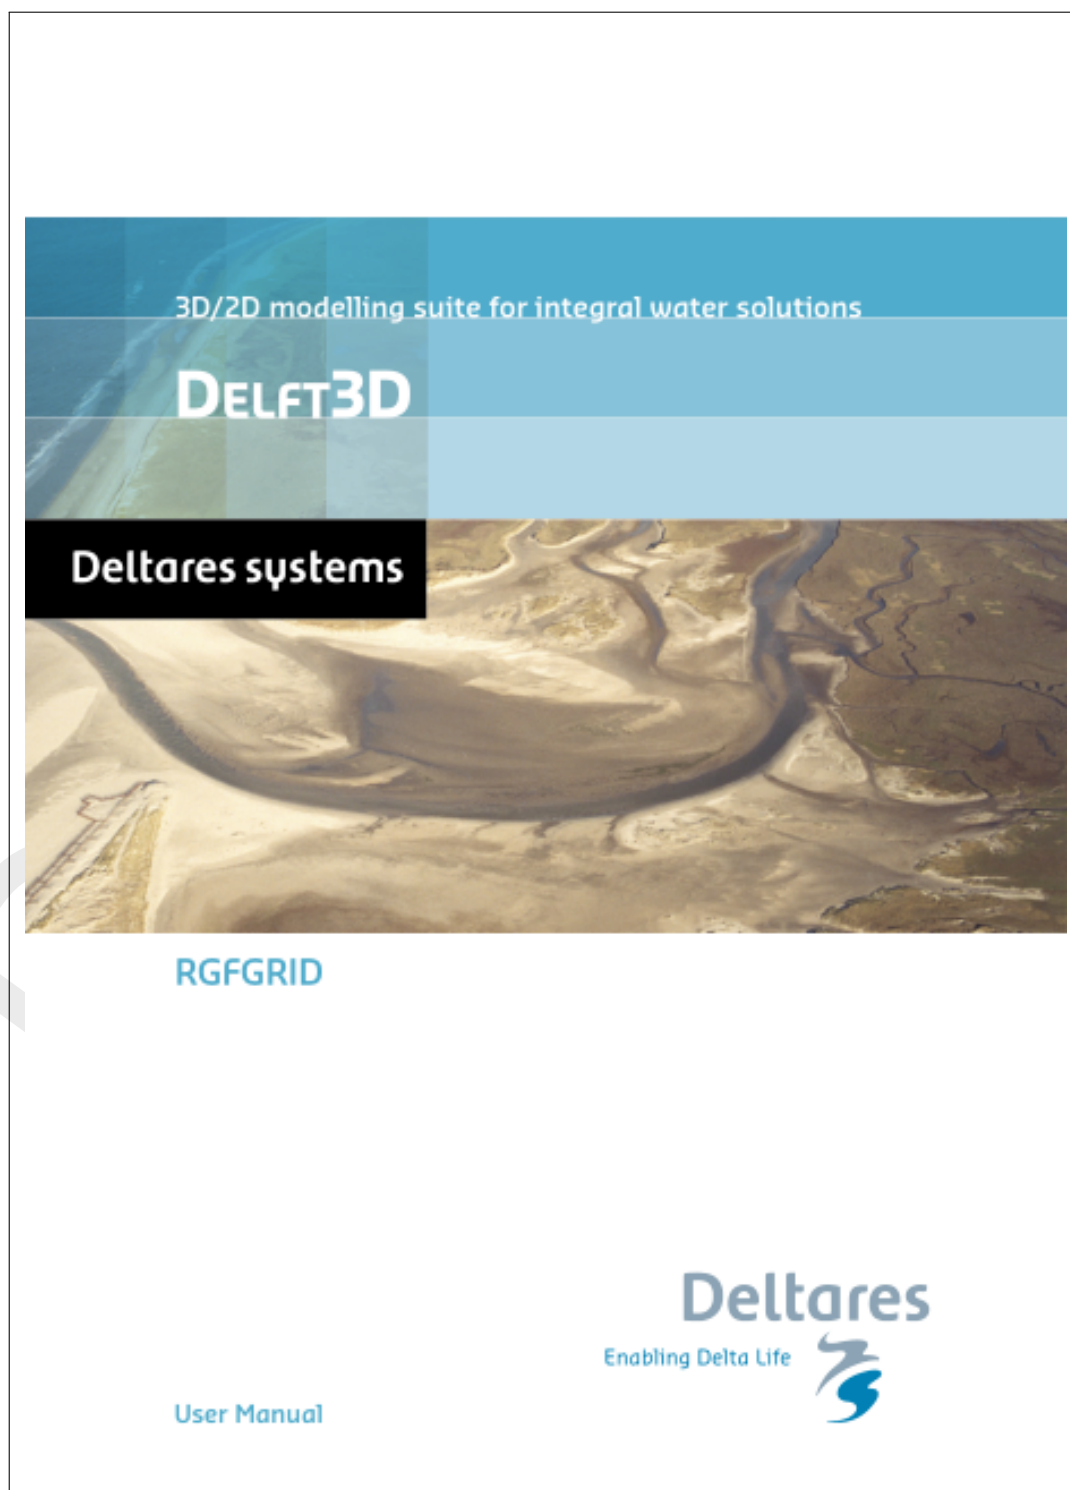 3D/2D modelling suite for integral water solutions
DELFT3D
Deltares systems
RGFGRID
Deltares
Enabling Delta Life
User Manual